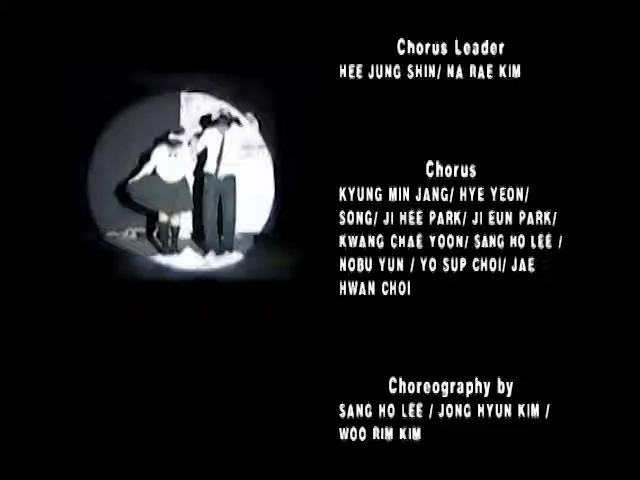 Chorus Leader
HEE JUNG SHIN/ NA RAE KIM
Chorus
KYUNG MIN JANG/ HYE YEON/
SONG/ JI HEE PARK/ JI EUN PARK/
KWANG CHAE YOON/ SANG HO LEE /
NOBU YUN / YO SUP CHOI/ JAE
HWAN CHOI
Choreography by
SANG HO LEE / JONG HYUN KIM /
WOO RIM KIM